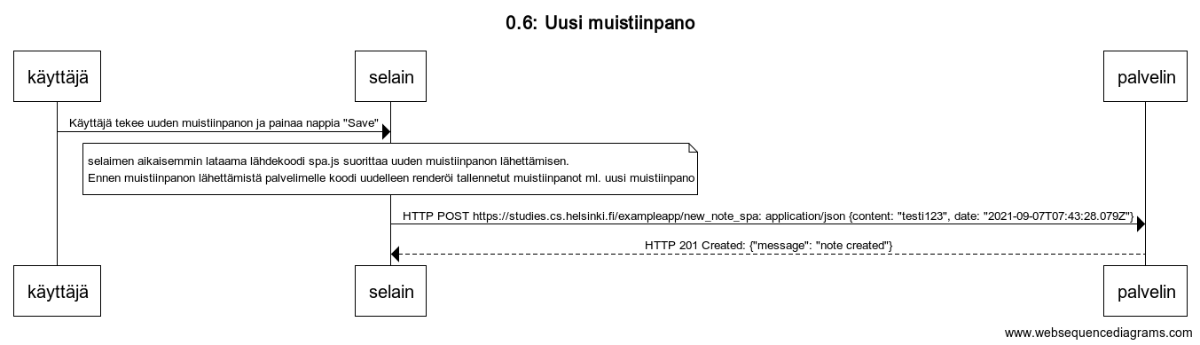 0.6: Uusi muistiinpano
käyttäjä
selain
palvelin
Käyttäjä tekee uuden muistiinpanon ja painaa nappia "Save"
selaimen aikaisemmin lataama lähdekoodi spa.js suorittaa uuden muistiinpanon lähettämisen.
Ennen muistiinpanon lähettämistä palvelimelle koodi uudelleen renderöi tallennetut muistiinpanot ml. uusi muistiinpano
HTTP POST https://studies.cs.helsinki.fi/exampleapp/new_note_spa: application/json {content: "testi123", date: "2021-09-07T07:43:28.079Z"}
HTTP 201 Created: {"message": "note created"}
käyttäjä
selain
palvelin
www.websequencediagrams.com